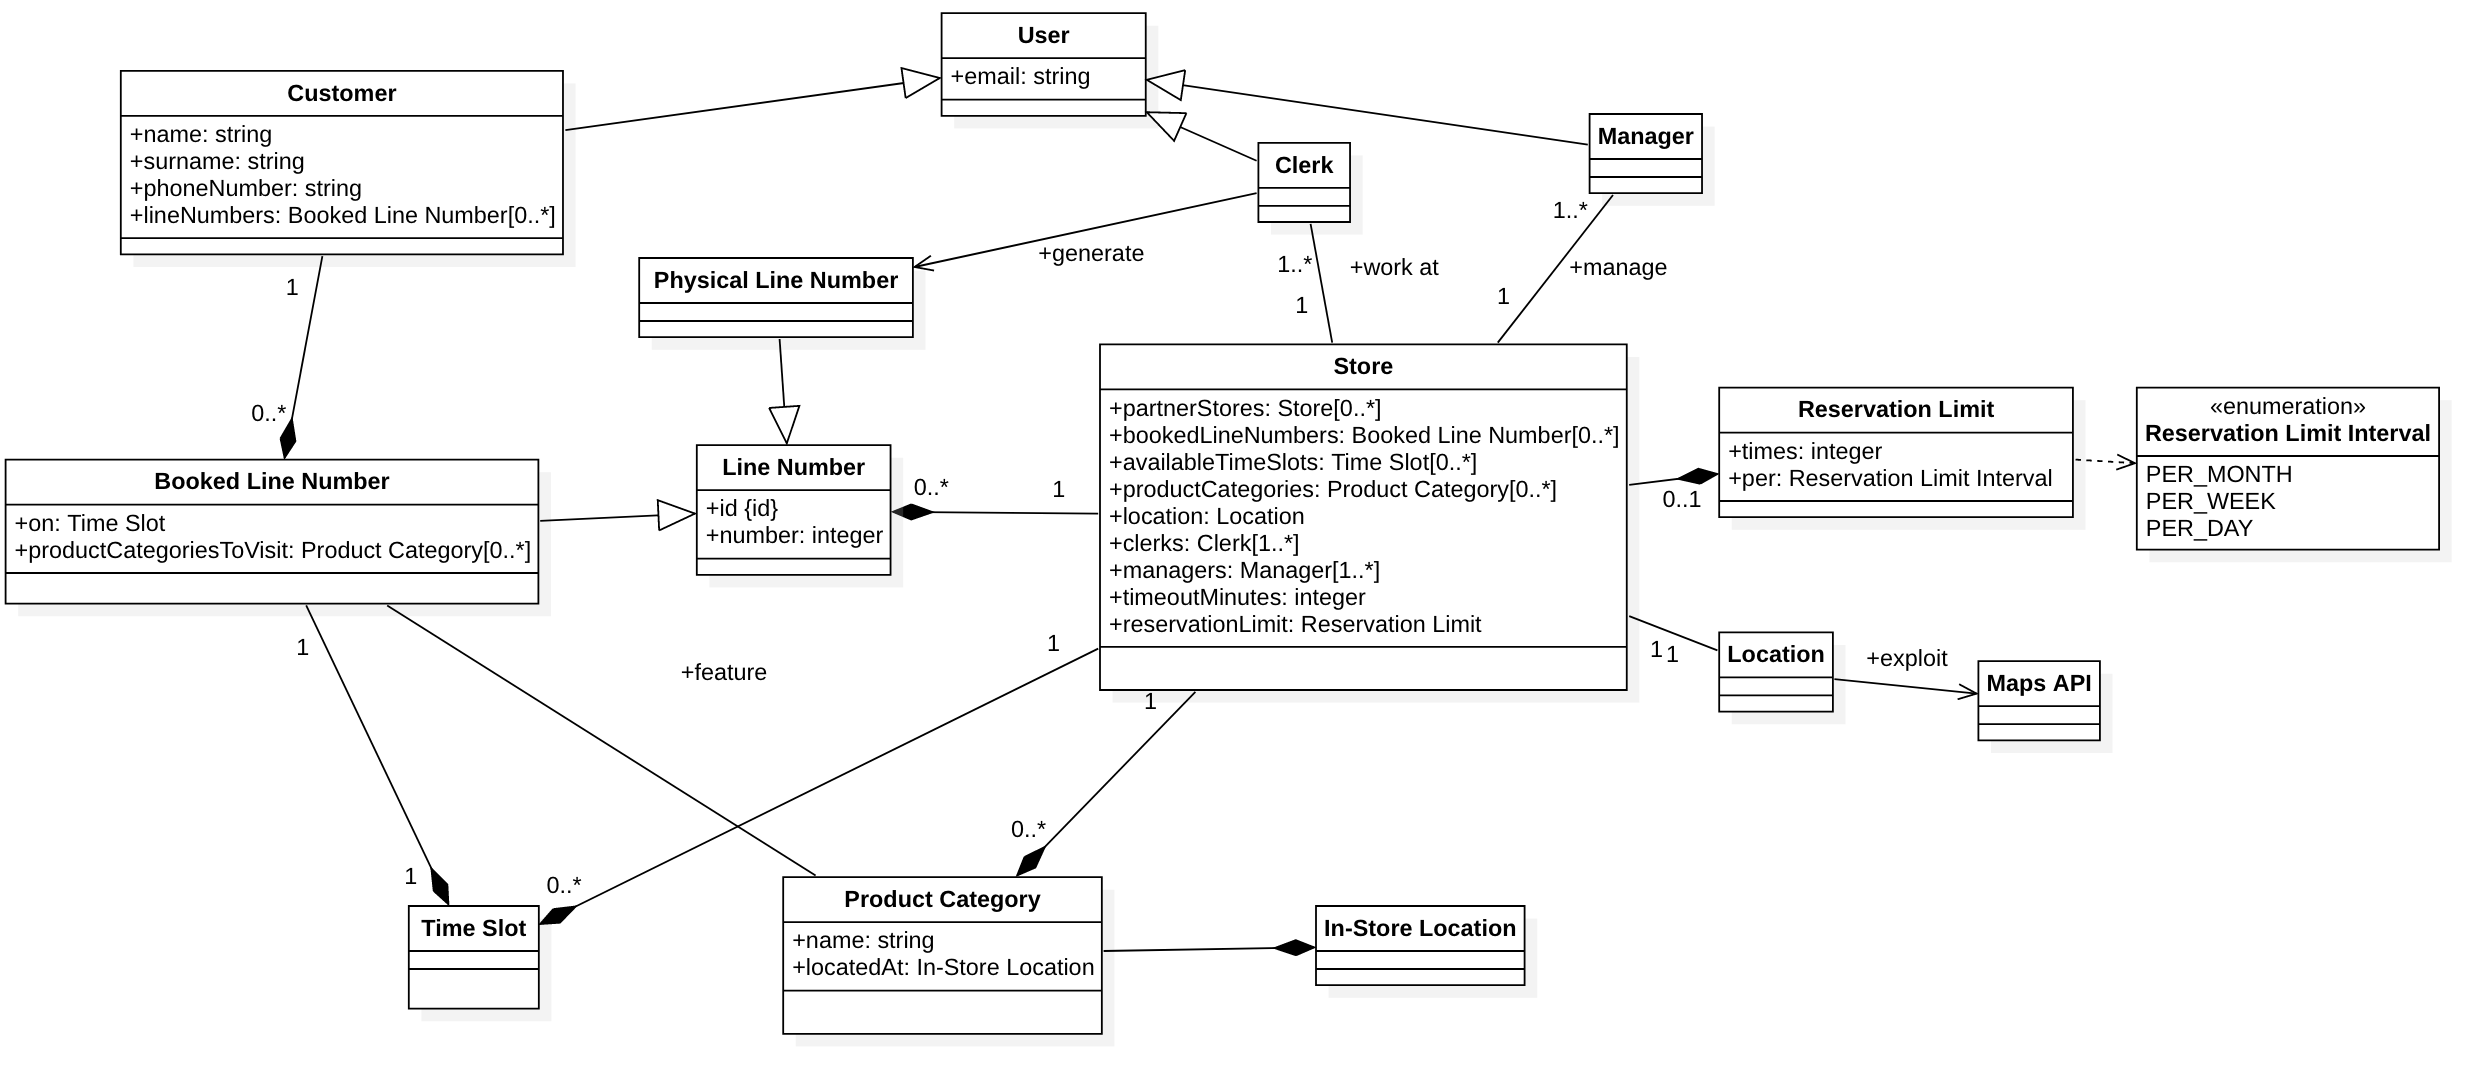 User
+email: string
Customer
+name: string
+surname: string
+phoneNumber: string
+lineNumbers: Booked Line Number[0..*]
Clerk
Manager
1..*
+generate
1..*
+work at
+manage
1
1
1
Physical Line Number
0..*
Store
+partnerStores: Store[0..*]
+bookedLineNumbers: Booked Line Number[0..*]
+availableTimeSlots: Time Slot[0..*]
+productCategories: Product Category[0..*]
+location: Location
+clerks: Clerk[1..*]
+managers: Manager[1..*]
+timeoutMinutes: integer
+reservationLimit: Reservation Limit
Reservation Limit
+times: integer
+per: Reservation Limit Interval
«enumeration»
Reservation Limit Interval
PER_MONTH
PER_WEEK
PER_DAY
Booked Line Number
+on: Time Slot
+productCategoriesToVisit: Product Category[0..*]
Line Number
+id {id}
+number: integer
0..*
1
0..1
1
+feature
1
1
1
1
Location
+exploit
Maps API
0..*
1
0..*
Time Slot
Product Category
+name: string
+locatedAt: In-Store Location
In-Store Location